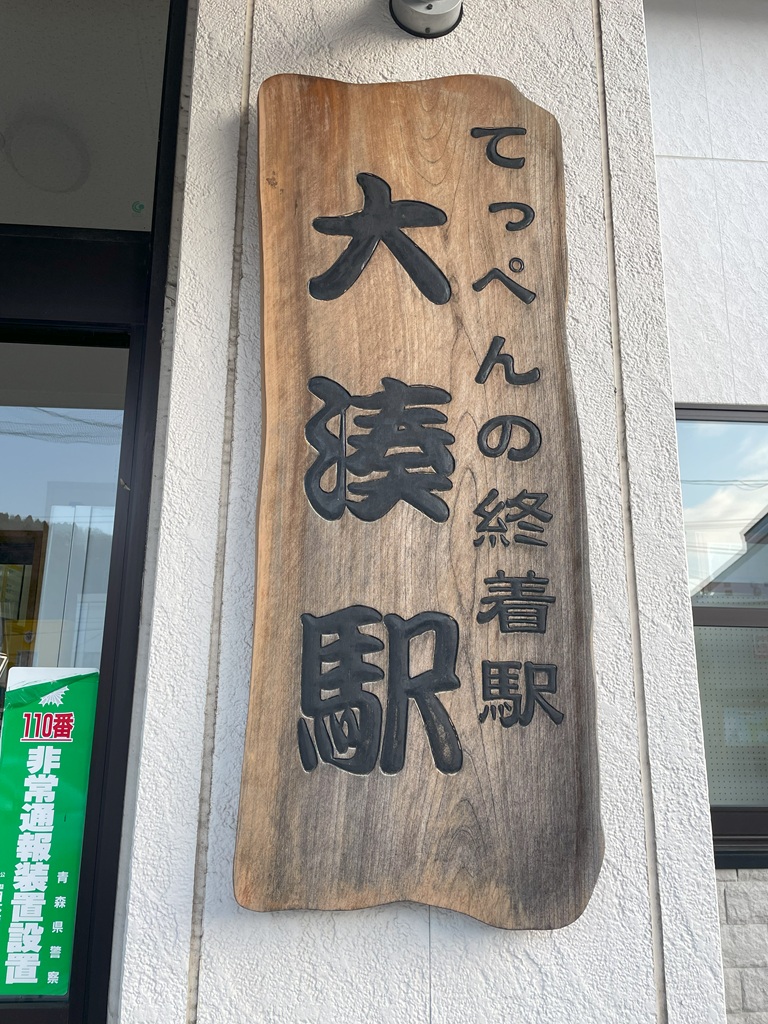 てっぺんの終着駅
大湊駅
110番
非常通報装置設置
青森県警察